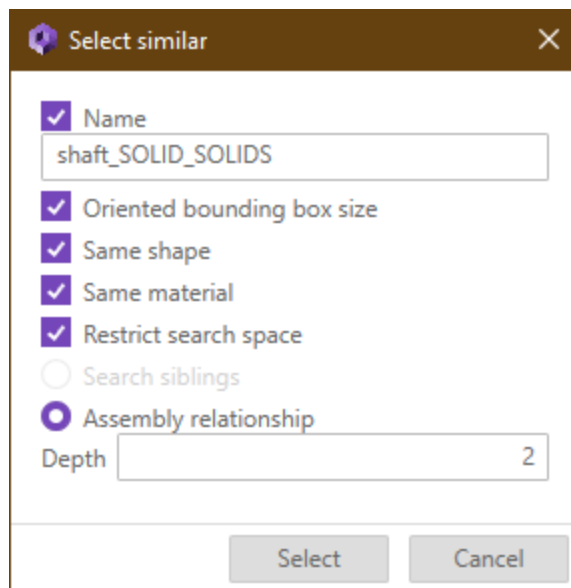 Select similar
Name
shaft_SOLID_SOLIDS
Oriented bounding box size
Same shape
Same material
Restrict search space
Search siblings
Assembly relationship
Depth 2
Select Cancel